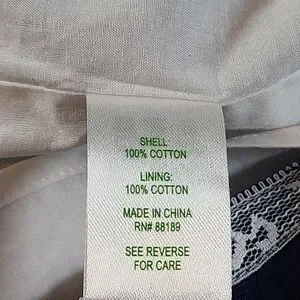 SHELL:
100% COTTON
LINING:
100% COTTON
MADE IN CHINA
RN# 88189
SEE REVERSE
FOR CARE